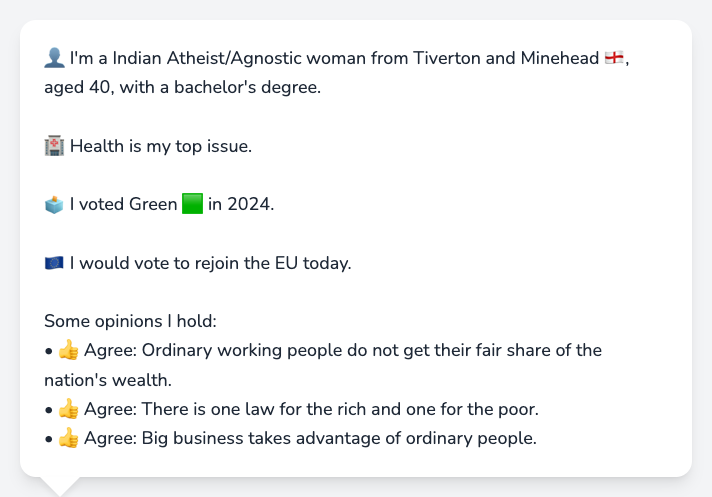 👤 I'm a Indian Atheist/Agnostic woman from Tiverton and Minehead 🏴󠁧󠁢󠁥󠁮󠁧󠁿,
aged 40, with a bachelor's degree.
🏥 Health is my top issue.
🗳️ I voted Green 🟩 in 2024.
🇪🇺 I would vote to rejoin the EU today.
Some opinions I hold:
• 👍 Agree: Ordinary working people do not get their fair share of the
nation's wealth.
• 👍 Agree: There is one law for the rich and one for the poor.
• 👍 Agree: Big business takes advantage of ordinary people.